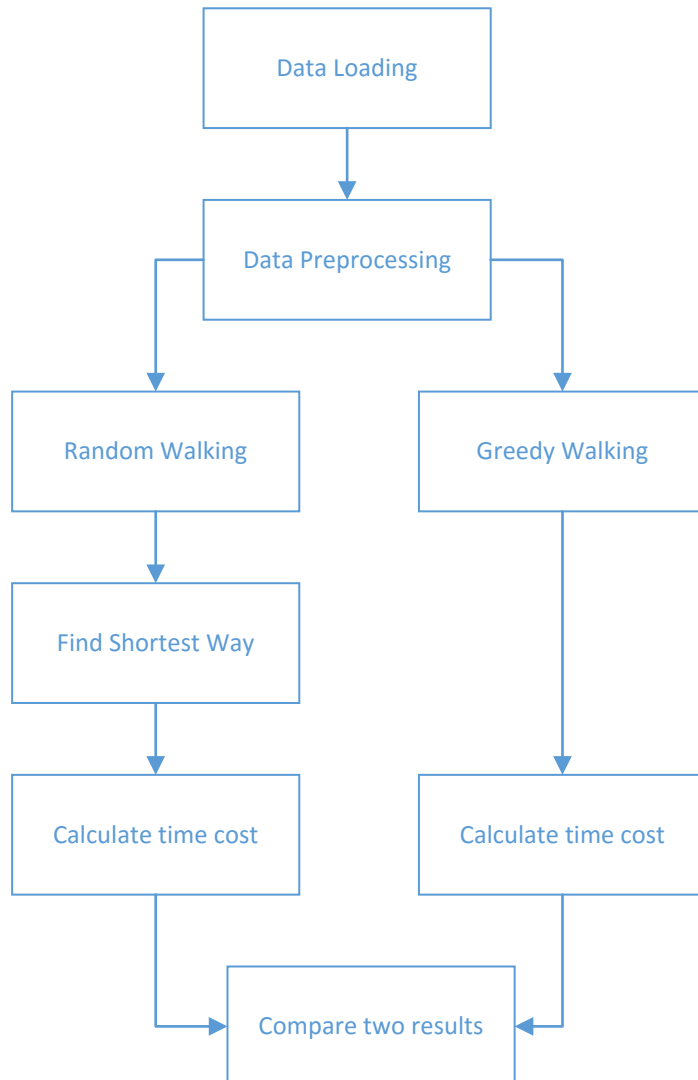 Data Loading
Data Preprocessing
Random Walking
Greedy Walking
Find Shortest Way
Calculate time cost
Calculate time cost
Compare two results